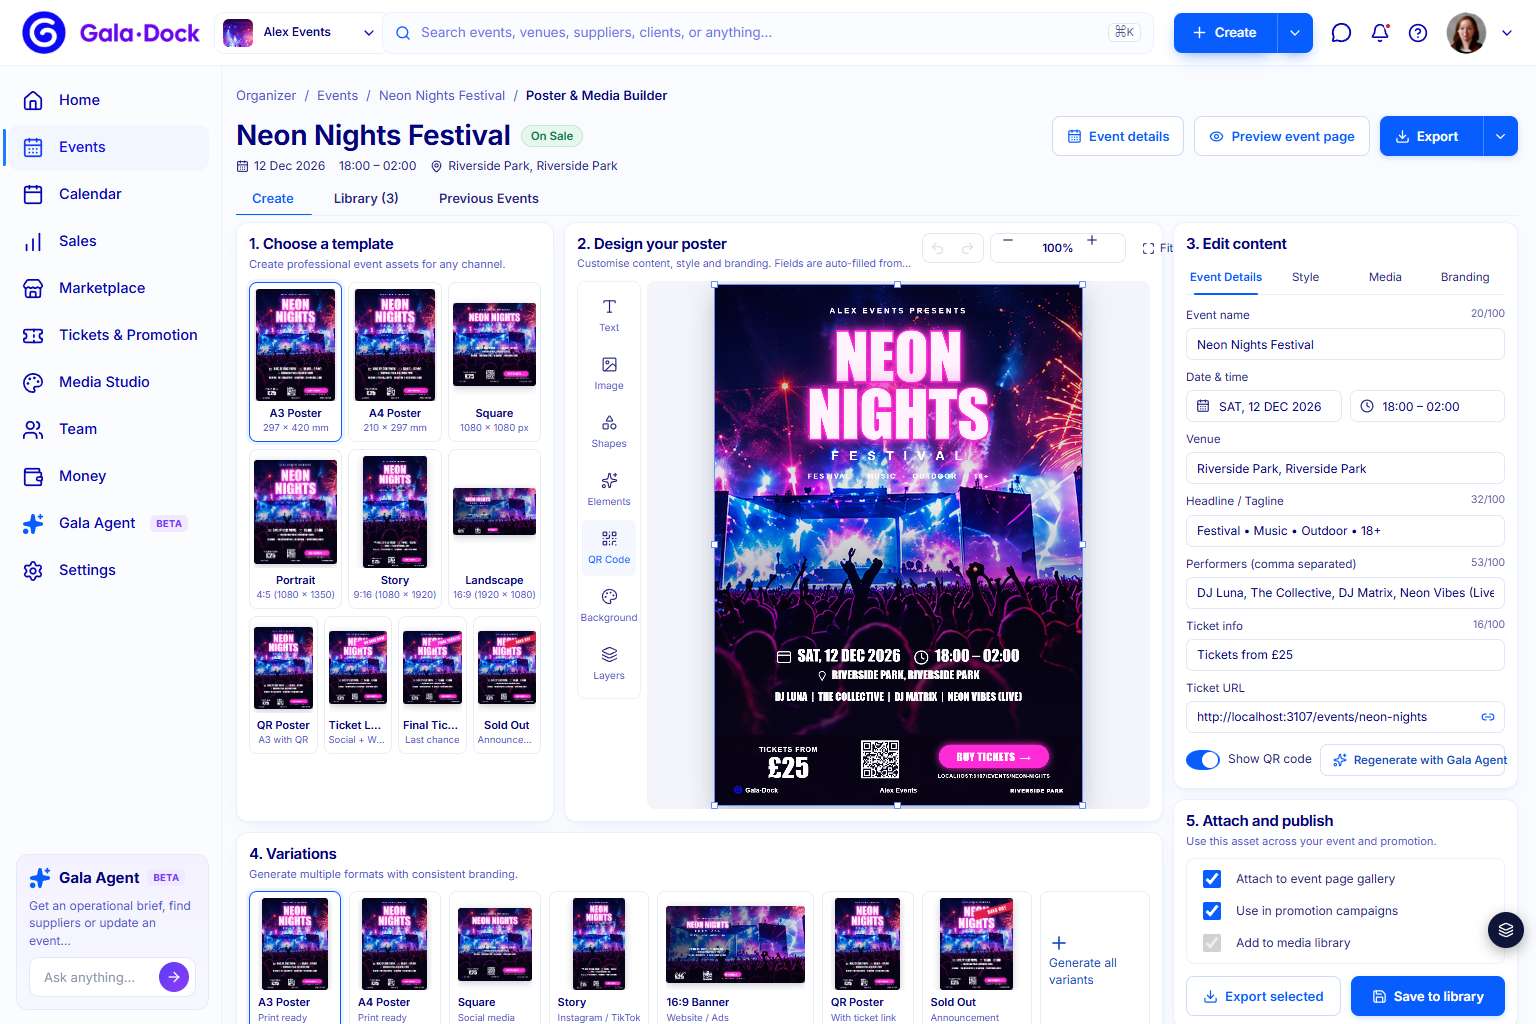 Gala·Dock
Alex Events
Search events, venues, suppliers, clients, or anything...
⌘K
Create
Home
Events
Calendar
Sales
Marketplace
Tickets & Promotion
Media Studio
Team
Money
Gala Agent BETA
Settings
Gala Agent BETA
Get an operational brief, find
suppliers or update an
event...
Ask anything...
Organizer / Events / Neon Nights Festival / Poster & Media Builder
Neon Nights Festival On Sale
12 Dec 2026 18:00 – 02:00 Riverside Park, Riverside Park
Event details
Preview event page
Export
Create
Library (3)
Previous Events
1. Choose a template
Create professional event assets for any channel.
A3 Poster
297 × 420 mm
A4 Poster
210 × 297 mm
Square
1080 × 1080 px
Portrait
4:5 (1080 × 1350)
Story
9:16 (1080 × 1920)
Landscape
16:9 (1920 × 1080)
QR Poster
A3 with QR
Ticket L...
Social + W...
Final Tic...
Last chance
Sold Out
Announce...
2. Design your poster
Customise content, style and branding. Fields are auto-filled from...
100%
Fit
Text
Image
Shapes
Elements
QR Code
Background
Layers
ALEX EVENTS PRESENTS
NEON
NIGHTS
FESTIVAL
FESTIVAL MUSIC OUTDOOR 18+
SAT, 12 DEC 2026 18:00 – 02:00
RIVERSIDE PARK, RIVERSIDE PARK
DJ LUNA | THE COLLECTIVE | DJ MATRIX | NEON VIBES (LIVE)
TICKETS FROM
£25
BUY TICKETS →
LOCALHOST:3107/EVENTS/NEON-NIGHTS
Gala-Dock
Alex Events
RIVERSIDE PARK
3. Edit content
Event Details
Style
Media
Branding
Event name 20/100
Neon Nights Festival
Date & time
SAT, 12 DEC 2026
18:00 – 02:00
Venue
Riverside Park, Riverside Park
Headline / Tagline 32/100
Festival • Music • Outdoor • 18+
Performers (comma separated) 53/100
DJ Luna, The Collective, DJ Matrix, Neon Vibes (Live
Ticket info 16/100
Tickets from £25
Ticket URL
http://localhost:3107/events/neon-nights
Show QR code
Regenerate with Gala Agent
4. Variations
Generate multiple formats with consistent branding.
A3 Poster
Print ready
A4 Poster
Print ready
Square
Social media
Story
Instagram / TikTok
16:9 Banner
Website / Ads
QR Poster
With ticket link
Sold Out
Announcement
Generate all
variants
5. Attach and publish
Use this asset across your event and promotion.
Attach to event page gallery
Use in promotion campaigns
Add to media library
Export selected
Save to library